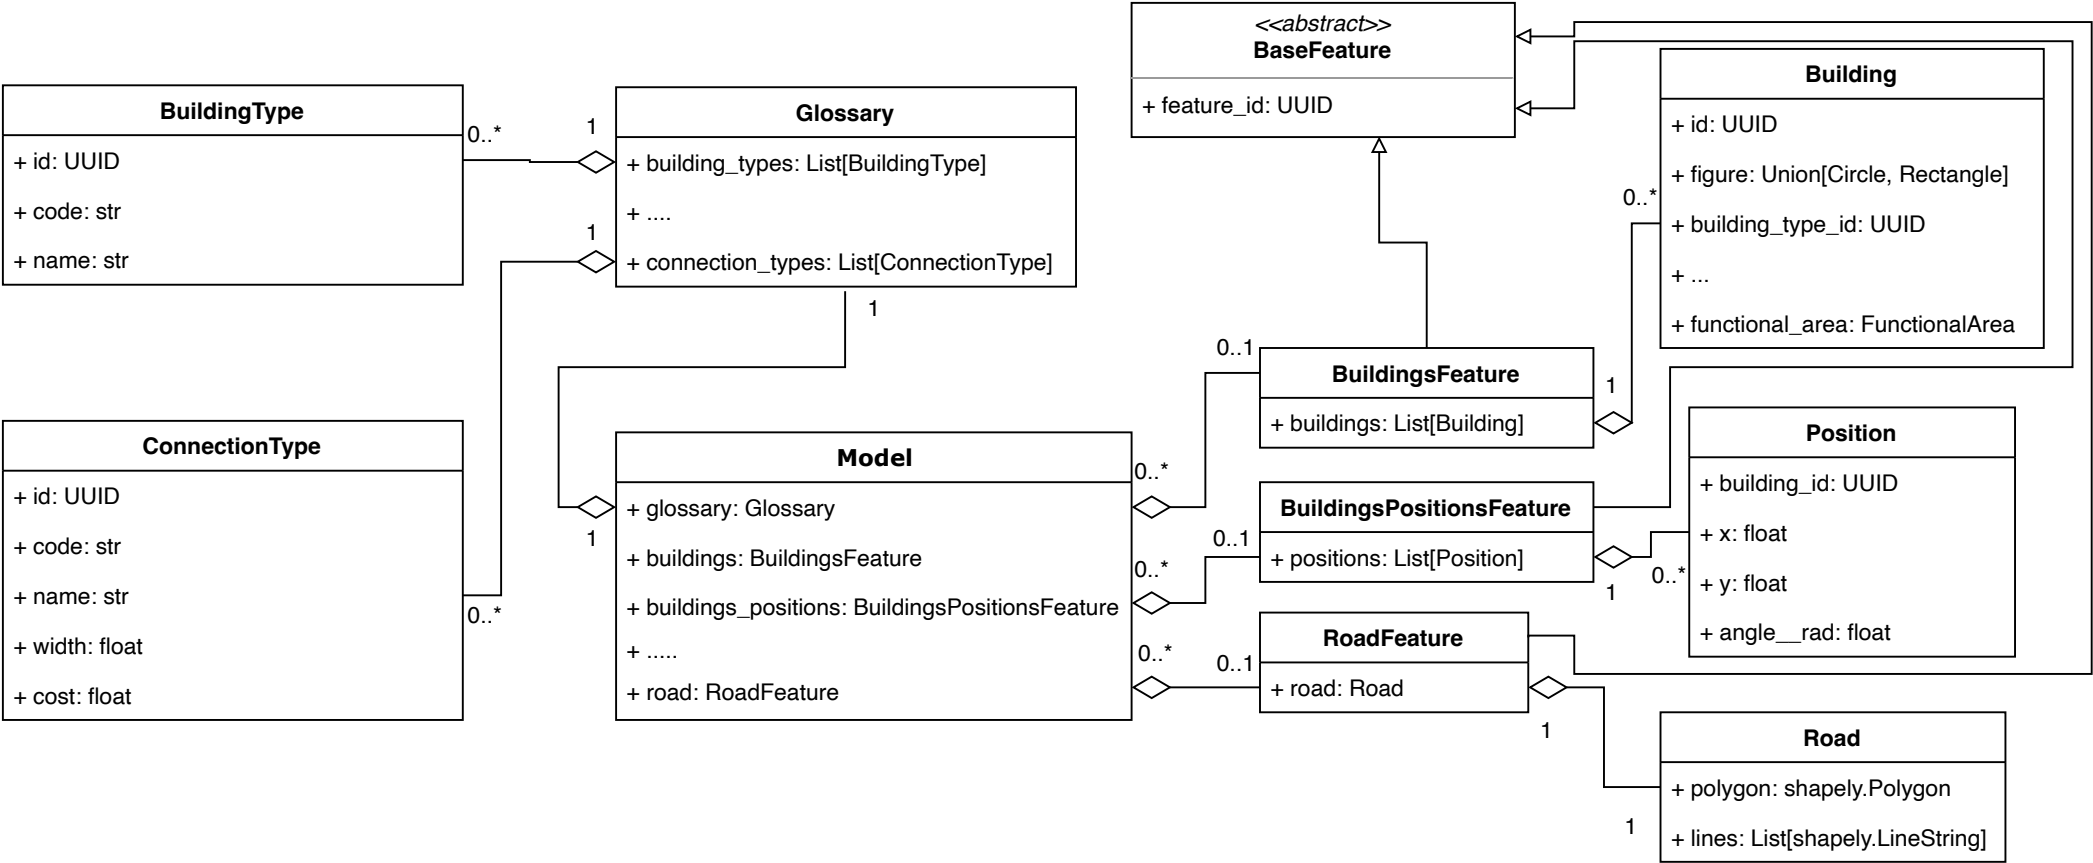 <<abstract>>
BaseFeature
+ feature_id: UUID
Building
+ id: UUID
+ figure: Union[Circle, Rectangle]
+ building_type_id: UUID
+ ...
+ functional_area: FunctionalArea
0..*
BuildingType
+ id: UUID
+ code: str
+ name: str
0..*
1
Glossary
+ building_types: List[BuildingType]
+ ....
+ connection_types: List[ConnectionType]
1
1
ConnectionType
+ id: UUID
+ code: str
+ name: str
+ width: float
+ cost: float
0..*
Model
+ glossary: Glossary
+ buildings: BuildingsFeature
+ buildings_positions: BuildingsPositionsFeature
+ .....
+ road: RoadFeature
1
0..*
0..*
0..*
0..1
BuildingsFeature
+ buildings: List[Building]
1
0..1
BuildingsPositionsFeature
+ positions: List[Position]
1
0..*
Position
+ building_id: UUID
+ x: float
+ y: float
+ angle__rad: float
0..1
RoadFeature
+ road: Road
1
1
Road
+ polygon: shapely.Polygon
+ lines: List[shapely.LineString]